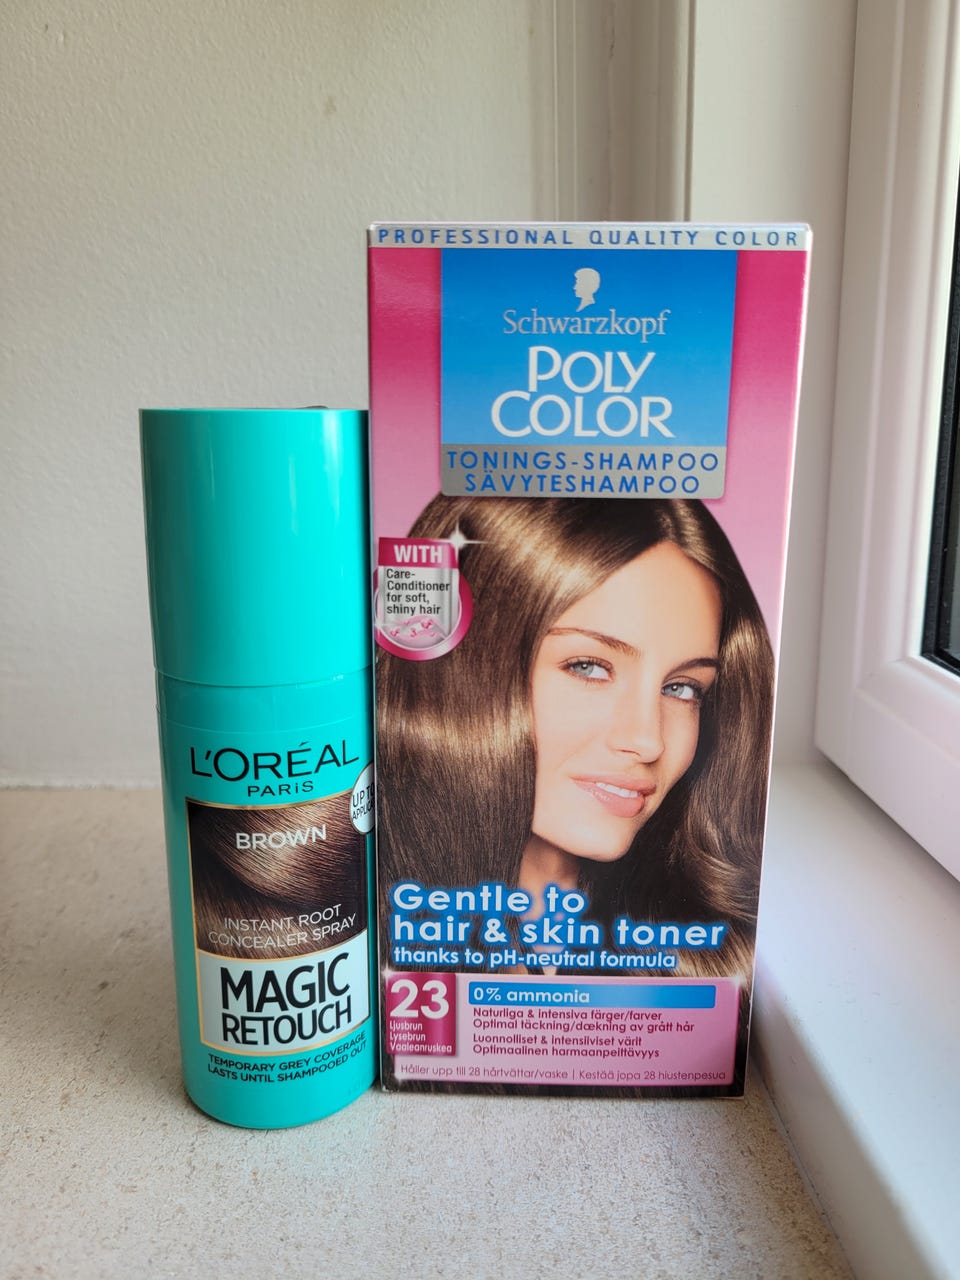 L'ORÉAL
PARiS
UP TO
BROWN
INSTANT ROOT
CONCEALER SPRAY
MAGIC
RETOUCH
TEMPORARY GREY COVERAGE
LASTS UNTIL SHAMPOOED OUT
PROFESSIONAL QUALITY COLOR
Schwarzkopf
POLY
COLOR
TONINGS-SHAMPOO
SÄVYTESHAMPOO
WITH
Care-
Conditioner
for soft,
shiny hair
Gentle to
hair & skin toner
thanks to pH-neutral formula
23
Ljusbrun
Lysebrun
Vaaleanruskea
0% ammonia
Naturliga & intensiva färger/farver
Optimal täckning/dækning av grått hår
Luonnolliset & intensiiviset värit
Optimaalinen harmaanpeittävyys
Håller upp till 28 hårtvättar/vaske | Kestää jopa 28 hiustenpesua